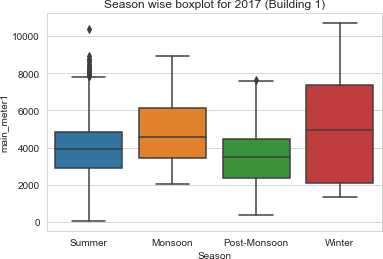 Season wise boxplot for 2017 (Building 1)
main_meter1
10000
8000
6000
4000
2000
0
Summer Monsoon Post-Monsoon Winter
Season